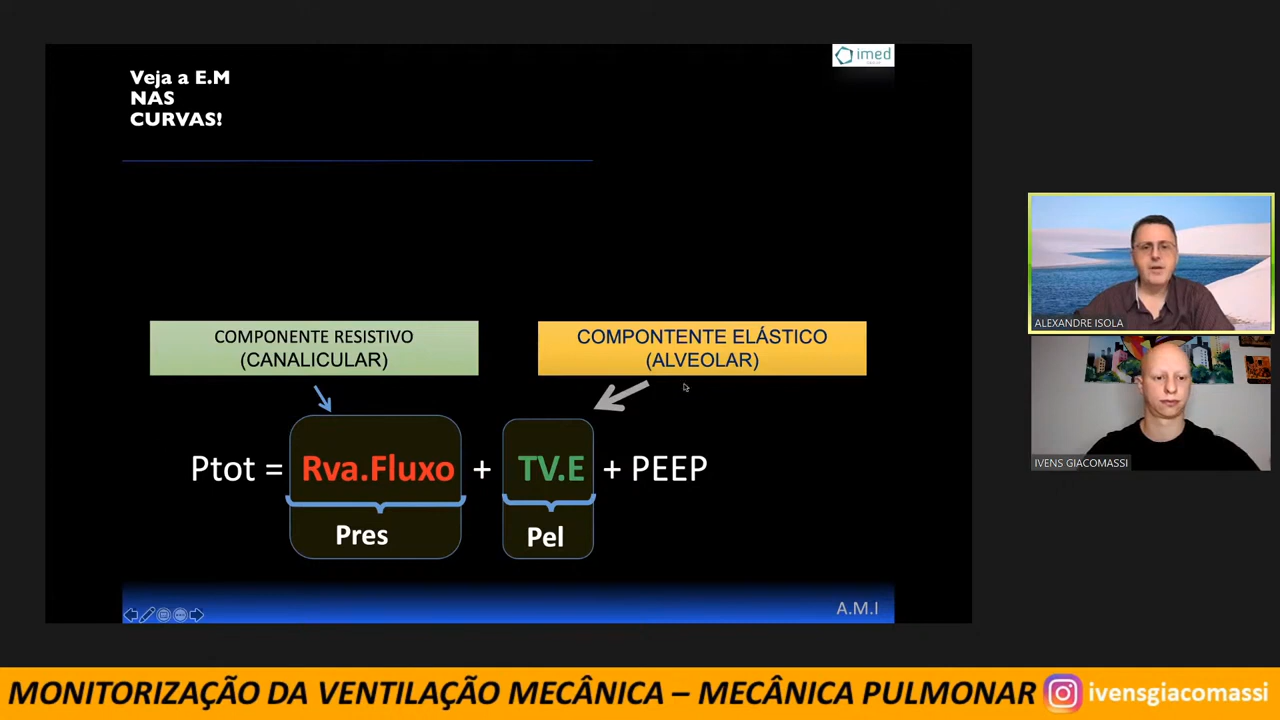 Veja a E.M
NAS
CURVAS!
imed
COMPONENTE RESISTIVO
(CANALICULAR)
COMPONTENTE ELÁSTICO
(ALVEOLAR)
Ptot = Rva.Fluxo + TV.E + PEEP
Pres
Pel
A.M.I
ALEXANDRE ISOLA
IVENS GIACOMASSI
MONITORIZAÇÃO DA VENTILAÇÃO MECÂNICA – MECÂNICA PULMONAR
ivensgiacomassi